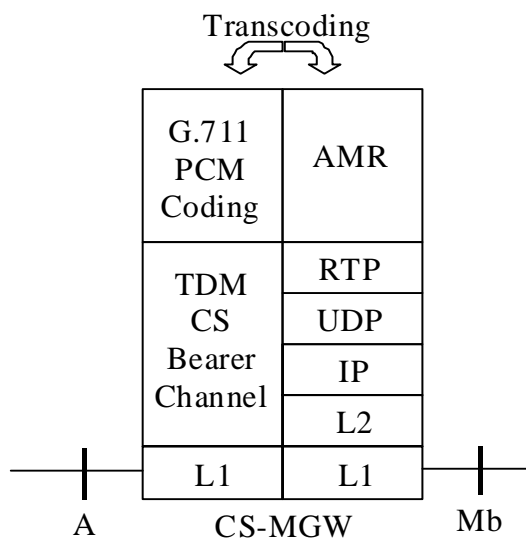 Transcoding
G.711
PCM
Coding
AMR
TDM
CS
Bearer
Channel
RTP
UDP
IP
L2
L1
L1
A
CS-MGW
Mb